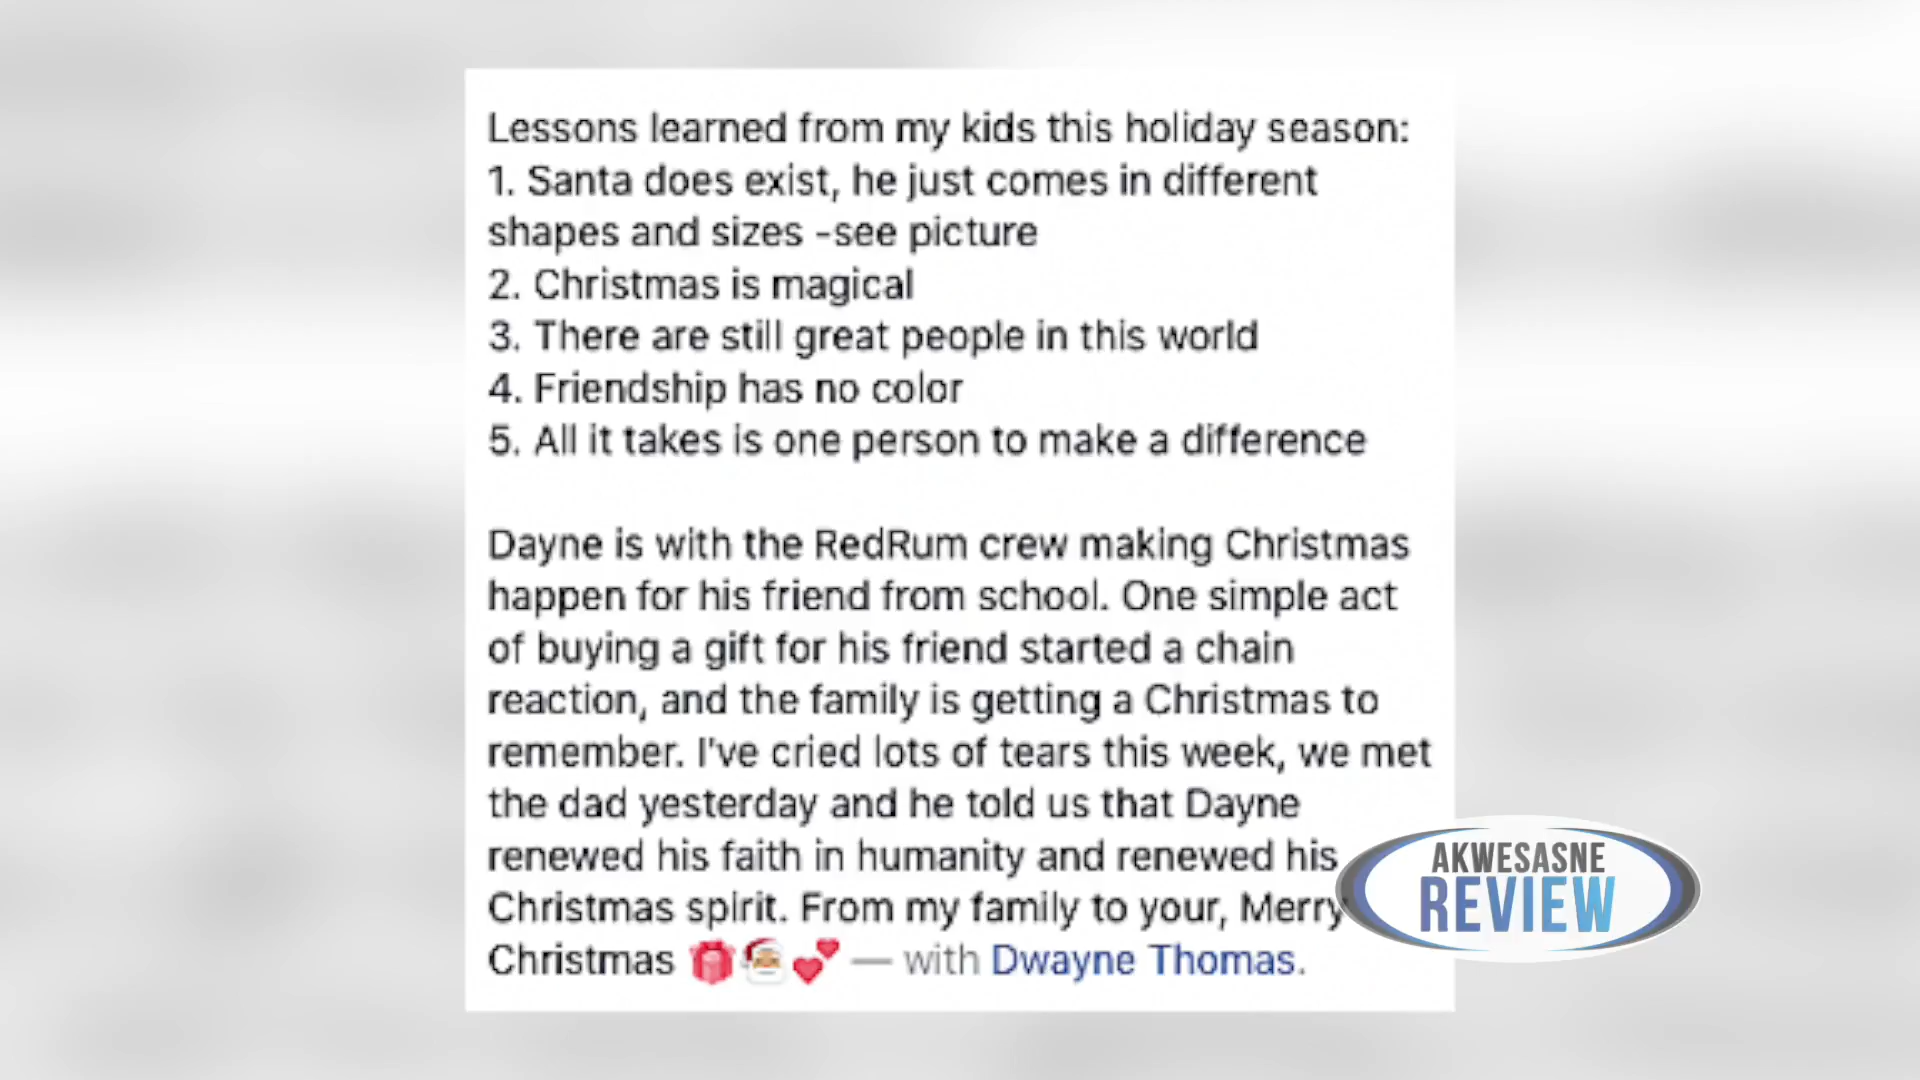 Lessons learned from my kids this holiday season:
1. Santa does exist, he just comes in different
shapes and sizes -see picture
2. Christmas is magical
3. There are still great people in this world
4. Friendship has no color
5. All it takes is one person to make a difference
Dayne is with the RedRum crew making Christmas
happen for his friend from school. One simple act
of buying a gift for his friend started a chain
reaction, and the family is getting a Christmas to
remember. I've cried lots of tears this week, we met
the dad yesterday and he told us that Dayne
renewed his faith in humanity and renewed his
Christmas spirit. From my family to your, Merry
Christmas 🎁🎅🏼💕 — with Dwayne Thomas.
AKWESASNE
REVIEW